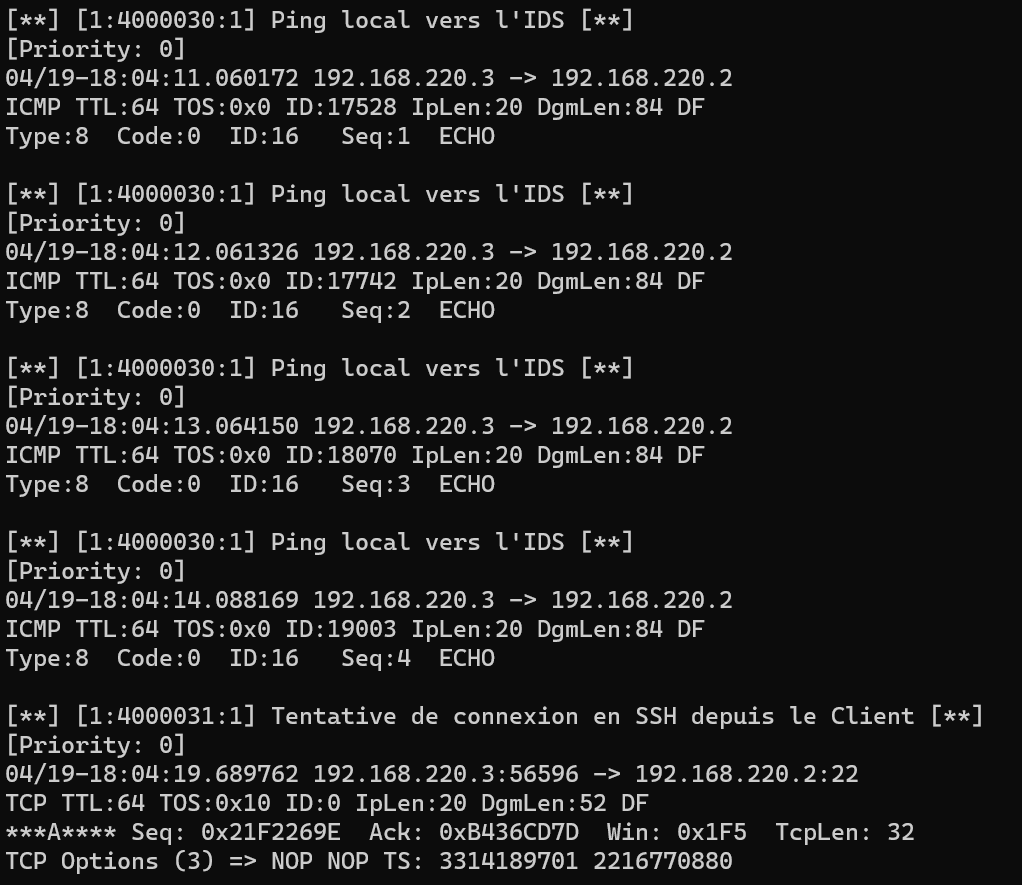 [**] [1:4000030:1] Ping local vers l'IDS [**]
[Priority: 0]
04/19-18:04:11.060172 192.168.220.3 -> 192.168.220.2
ICMP TTL:64 TOS:0x0 ID:17528 IpLen:20 DgmLen:84 DF
Type:8  Code:0  ID:16   Seq:1  ECHO

[**] [1:4000030:1] Ping local vers l'IDS [**]
[Priority: 0]
04/19-18:04:12.061326 192.168.220.3 -> 192.168.220.2
ICMP TTL:64 TOS:0x0 ID:17742 IpLen:20 DgmLen:84 DF
Type:8  Code:0  ID:16   Seq:2  ECHO

[**] [1:4000030:1] Ping local vers l'IDS [**]
[Priority: 0]
04/19-18:04:13.064150 192.168.220.3 -> 192.168.220.2
ICMP TTL:64 TOS:0x0 ID:18070 IpLen:20 DgmLen:84 DF
Type:8  Code:0  ID:16   Seq:3  ECHO

[**] [1:4000030:1] Ping local vers l'IDS [**]
[Priority: 0]
04/19-18:04:14.088169 192.168.220.3 -> 192.168.220.2
ICMP TTL:64 TOS:0x0 ID:19003 IpLen:20 DgmLen:84 DF
Type:8  Code:0  ID:16   Seq:4  ECHO

[**] [1:4000031:1] Tentative de connexion en SSH depuis le Client [**]
[Priority: 0]
04/19-18:04:19.689762 192.168.220.3:56596 -> 192.168.220.2:22
TCP TTL:64 TOS:0x10 ID:0 IpLen:20 DgmLen:52 DF
***A**** Seq: 0x21F2269E  Ack: 0xB436CD7D  Win: 0x1F5  TcpLen: 32
TCP Options (3) => NOP NOP TS: 3314189701 2216770880